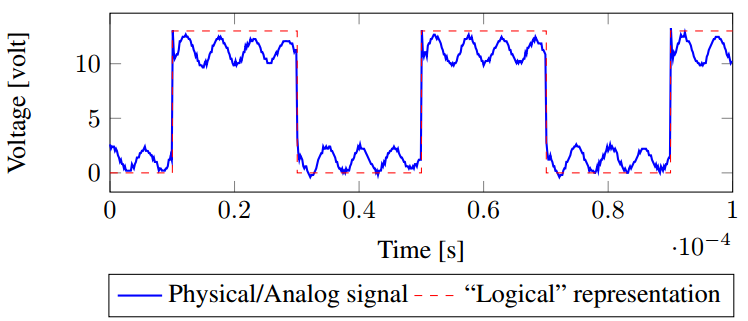 Voltage [volt]
10
5
0
0 0.2 0.4 0.6 0.8 1
·10⁻⁴
Time [s]
Physical/Analog signal “Logical” representation